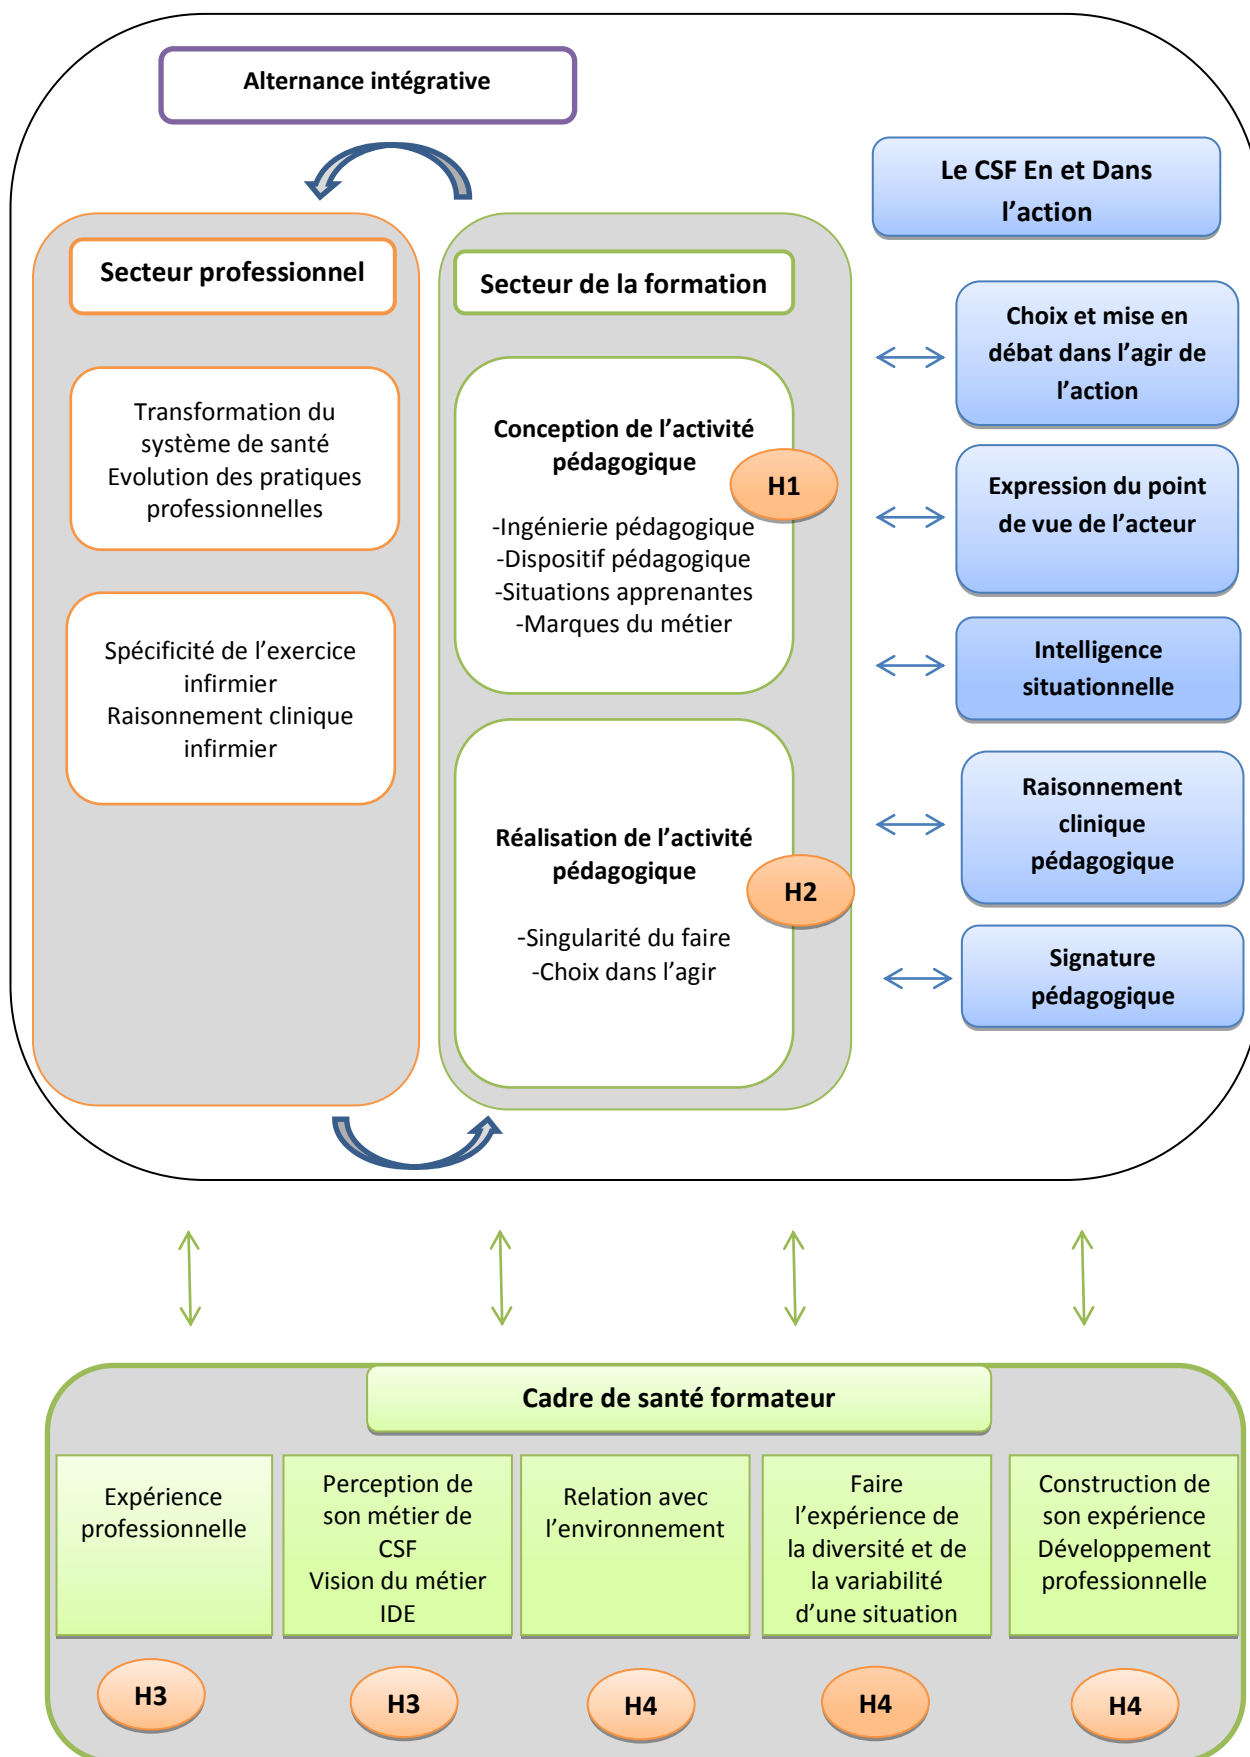 Alternance intégrative
Le CSF En et Dans
l’action
Secteur professionnel
Secteur de la formation
Transformation du
système de santé
Evolution des pratiques
professionnelles
Spécificité de l’exercice
infirmier
Raisonnement clinique
infirmier
Conception de l’activité
pédagogique
H1
-Ingénierie pédagogique
-Dispositif pédagogique
-Situations apprenantes
-Marques du métier
Réalisation de l’activité
pédagogique
H2
-Singularité du faire
-Choix dans l’agir
Choix et mise en
débat dans l’agir de
l’action
Expression du point
de vue de l’acteur
Intelligence
situationnelle
Raisonnement
clinique
pédagogique
Signature
pédagogique
Cadre de santé formateur
Expérience
professionnelle
Perception de
son métier de
CSF
Vision du métier
IDE
Relation avec
l’environnement
Faire
l’expérience de
la diversité et de
la variabilité
d’une situation
Construction de
son expérience
Développement
professionnelle
H3
H3
H4
H4
H4